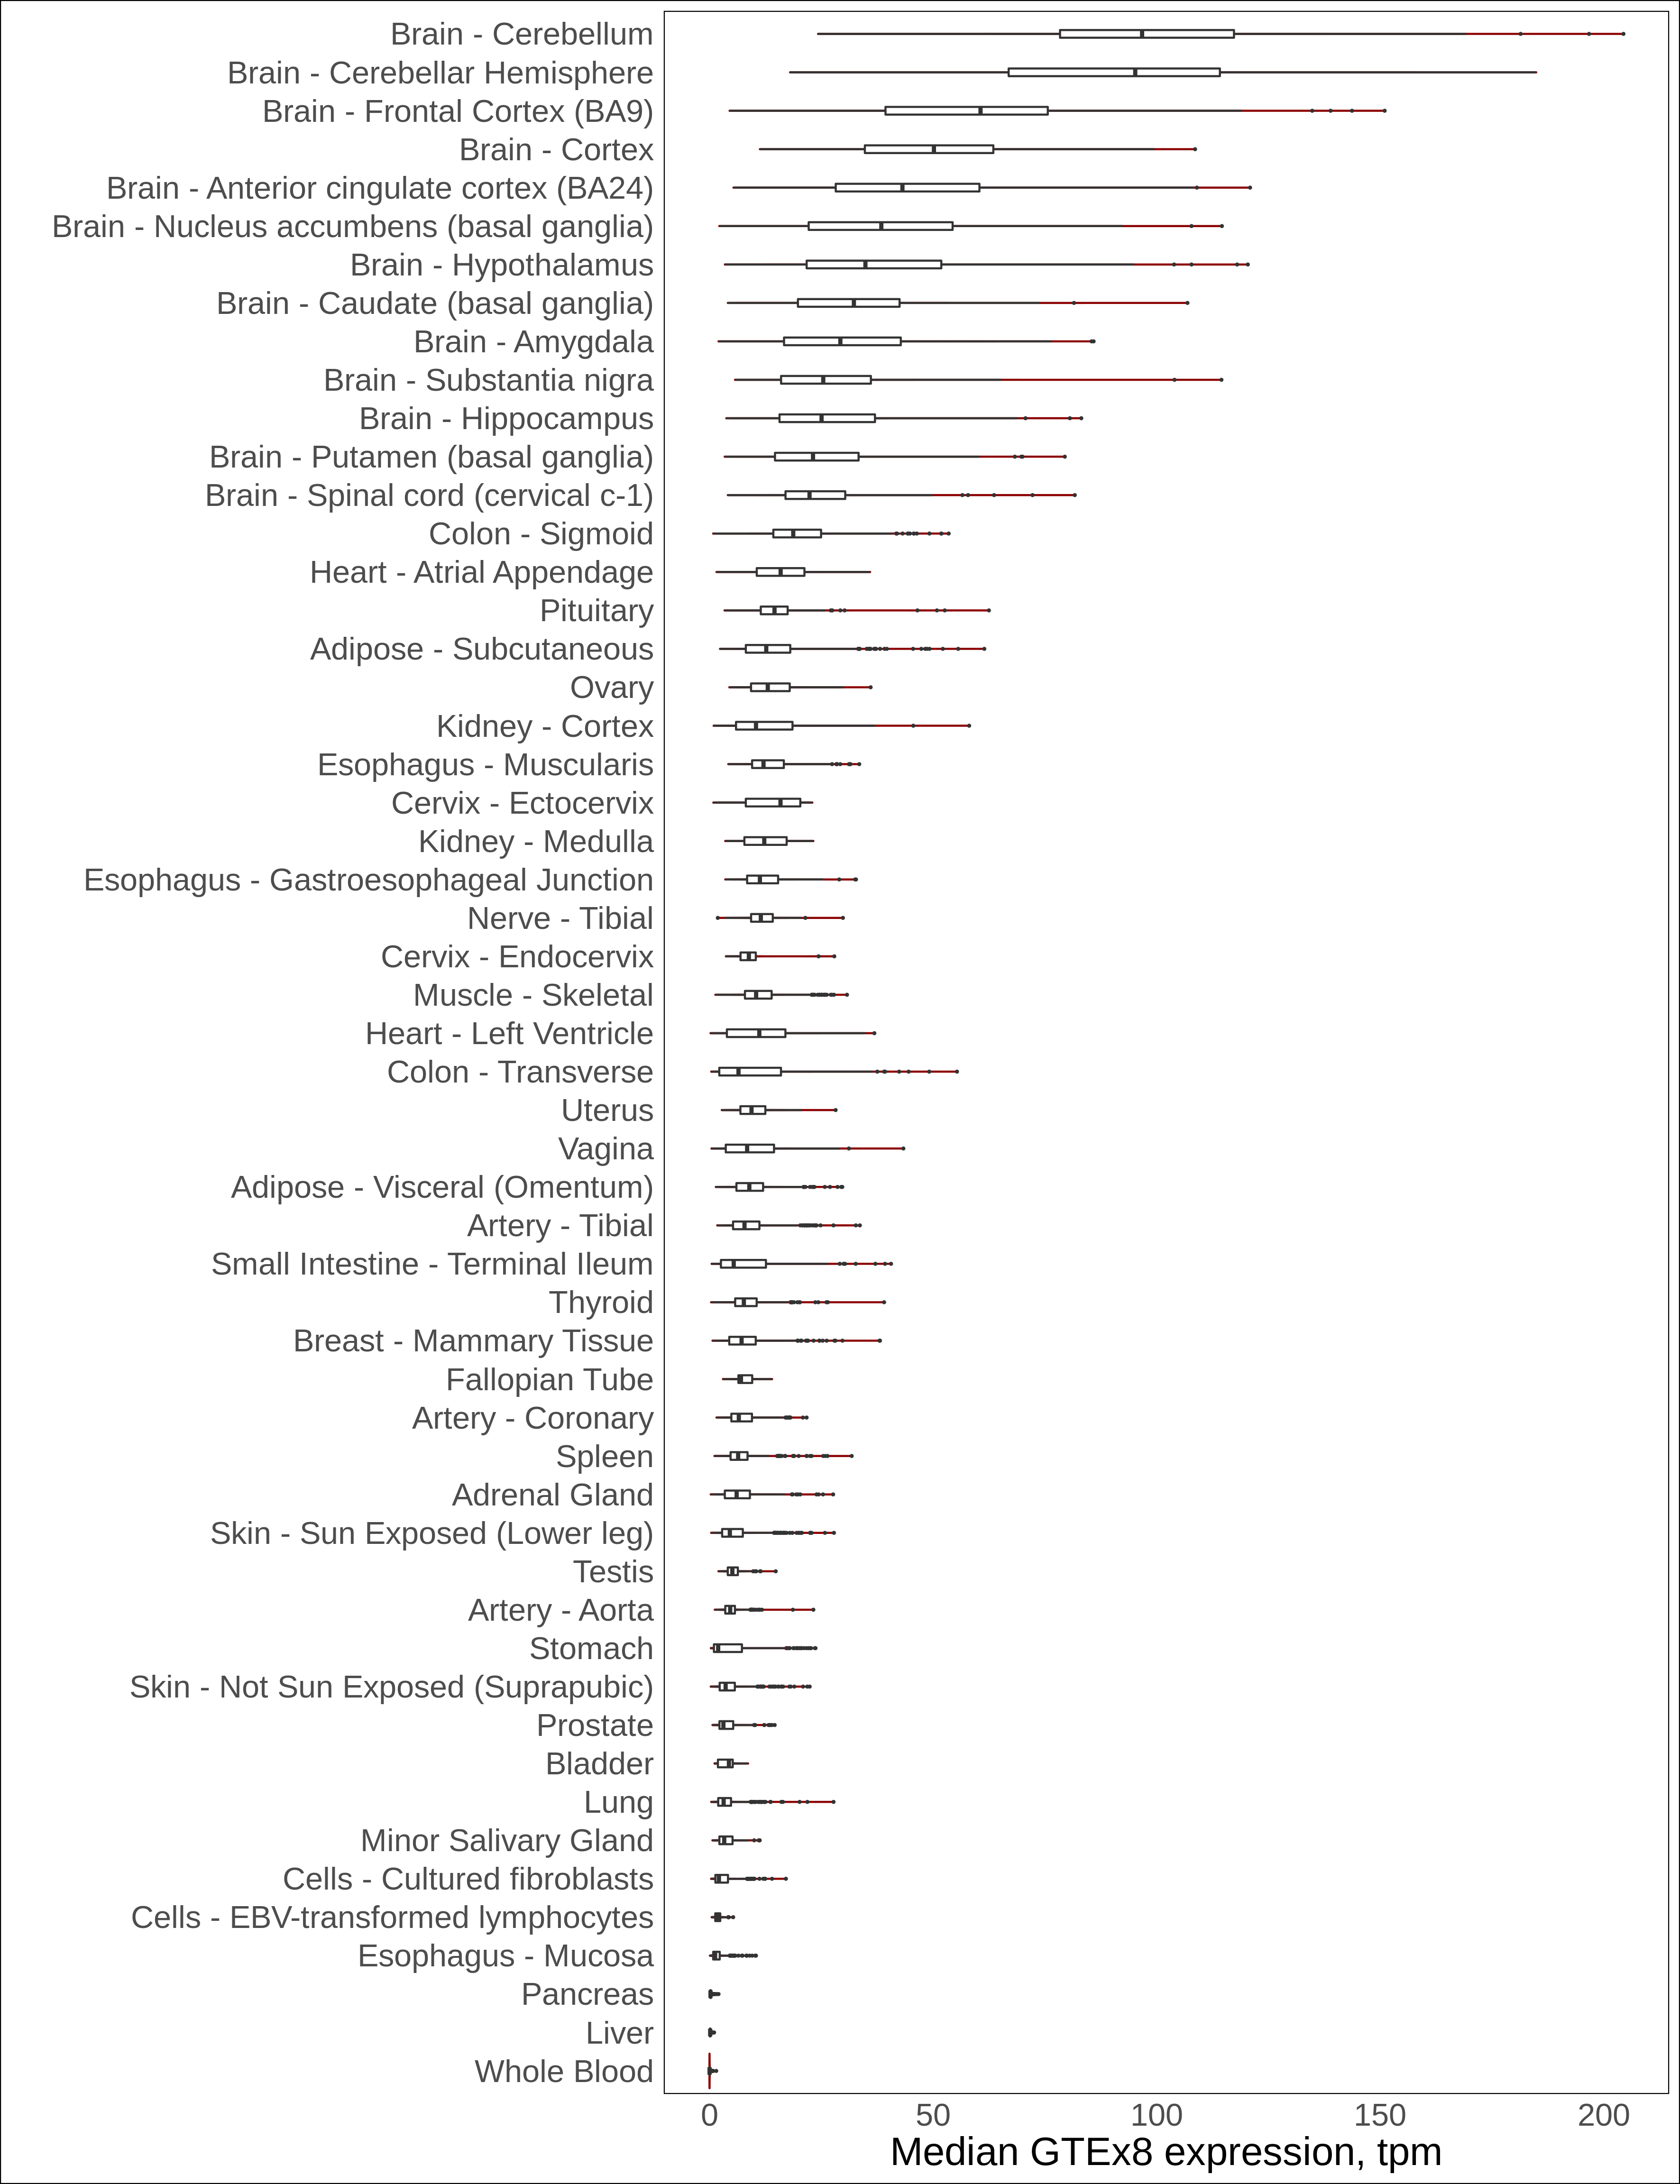 Brain - Cerebellum
Brain - Cerebellar Hemisphere
Brain - Frontal Cortex (BA9)
Brain - Cortex
Brain - Anterior cingulate cortex (BA24)
Brain - Nucleus accumbens (basal ganglia)
Brain - Hypothalamus
Brain - Caudate (basal ganglia)
Brain - Amygdala
Brain - Substantia nigra
Brain - Hippocampus
Brain - Putamen (basal ganglia)
Brain - Spinal cord (cervical c-1)
Colon - Sigmoid
Heart - Atrial Appendage
Pituitary
Adipose - Subcutaneous
Ovary
Kidney - Cortex
Esophagus - Muscularis
Cervix - Ectocervix
Kidney - Medulla
Esophagus - Gastroesophageal Junction
Nerve - Tibial
Cervix - Endocervix
Muscle - Skeletal
Heart - Left Ventricle
Colon - Transverse
Uterus
Vagina
Adipose - Visceral (Omentum)
Artery - Tibial
Small Intestine - Terminal Ileum
Thyroid
Breast - Mammary Tissue
Fallopian Tube
Artery - Coronary
Spleen
Adrenal Gland
Skin - Sun Exposed (Lower leg)
Testis
Artery - Aorta
Stomach
Skin - Not Sun Exposed (Suprapubic)
Prostate
Bladder
Lung
Minor Salivary Gland
Cells - Cultured fibroblasts
Cells - EBV-transformed lymphocytes
Esophagus - Mucosa
Pancreas
Liver
Whole Blood
0 50 100 150 200
Median GTEx8 expression, tpm